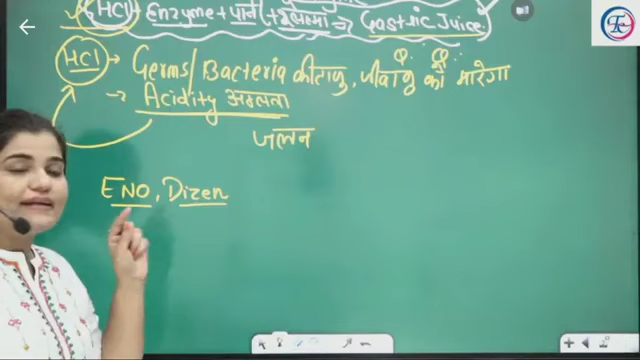 HCl + Enzyme + पानी + श्लेष्मा ⇒ Gastric Juice.
HCl → Germs/Bacteria कीटाणु, जीवाणु को मारेगा
→ Acidity अम्लता
जलन
ENO, Dizen